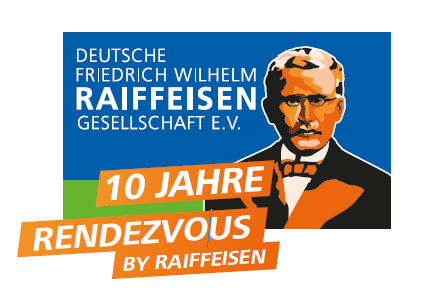 DEUTSCHE
FRIEDRICH WILHELM
RAIFFEISEN
GESELLSCHAFT E.V.
10 JAHRE
RENDEZVOUS
BY RAIFFEISEN